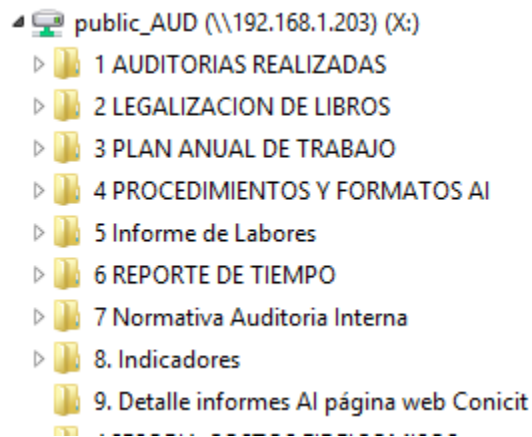 public_AUD (\\192.168.1.203) (X:)
1 AUDITORIAS REALIZADAS
2 LEGALIZACION DE LIBROS
3 PLAN ANUAL DE TRABAJO
4 PROCEDIMIENTOS Y FORMATOS AI
5 Informe de Labores
6 REPORTE DE TIEMPO
7 Normativa Auditoria Interna
8. Indicadores
9. Detalle informes AI página web Conicit